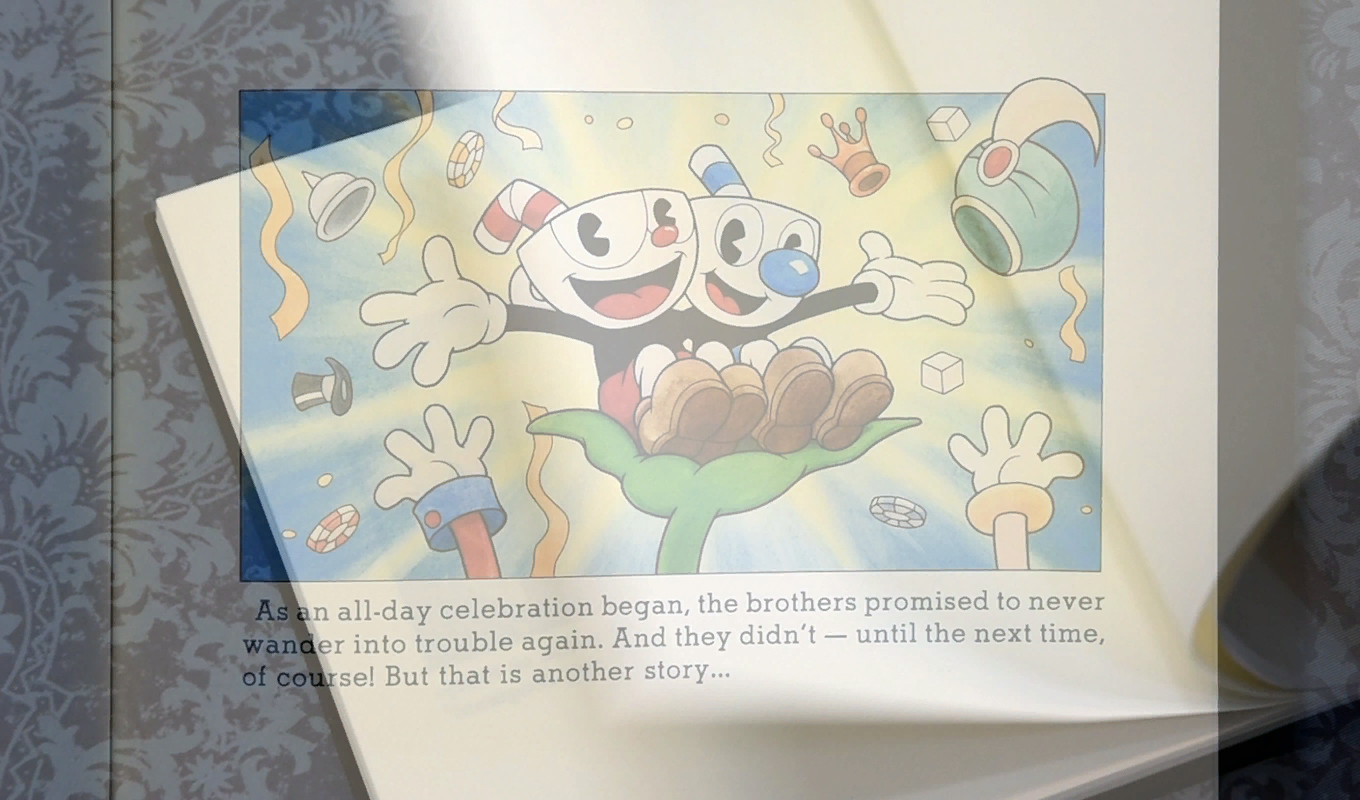 As an all-day celebration began, the brothers promised to never
wander into trouble again. And they didn't — until the next time,
of course! But that is another story...